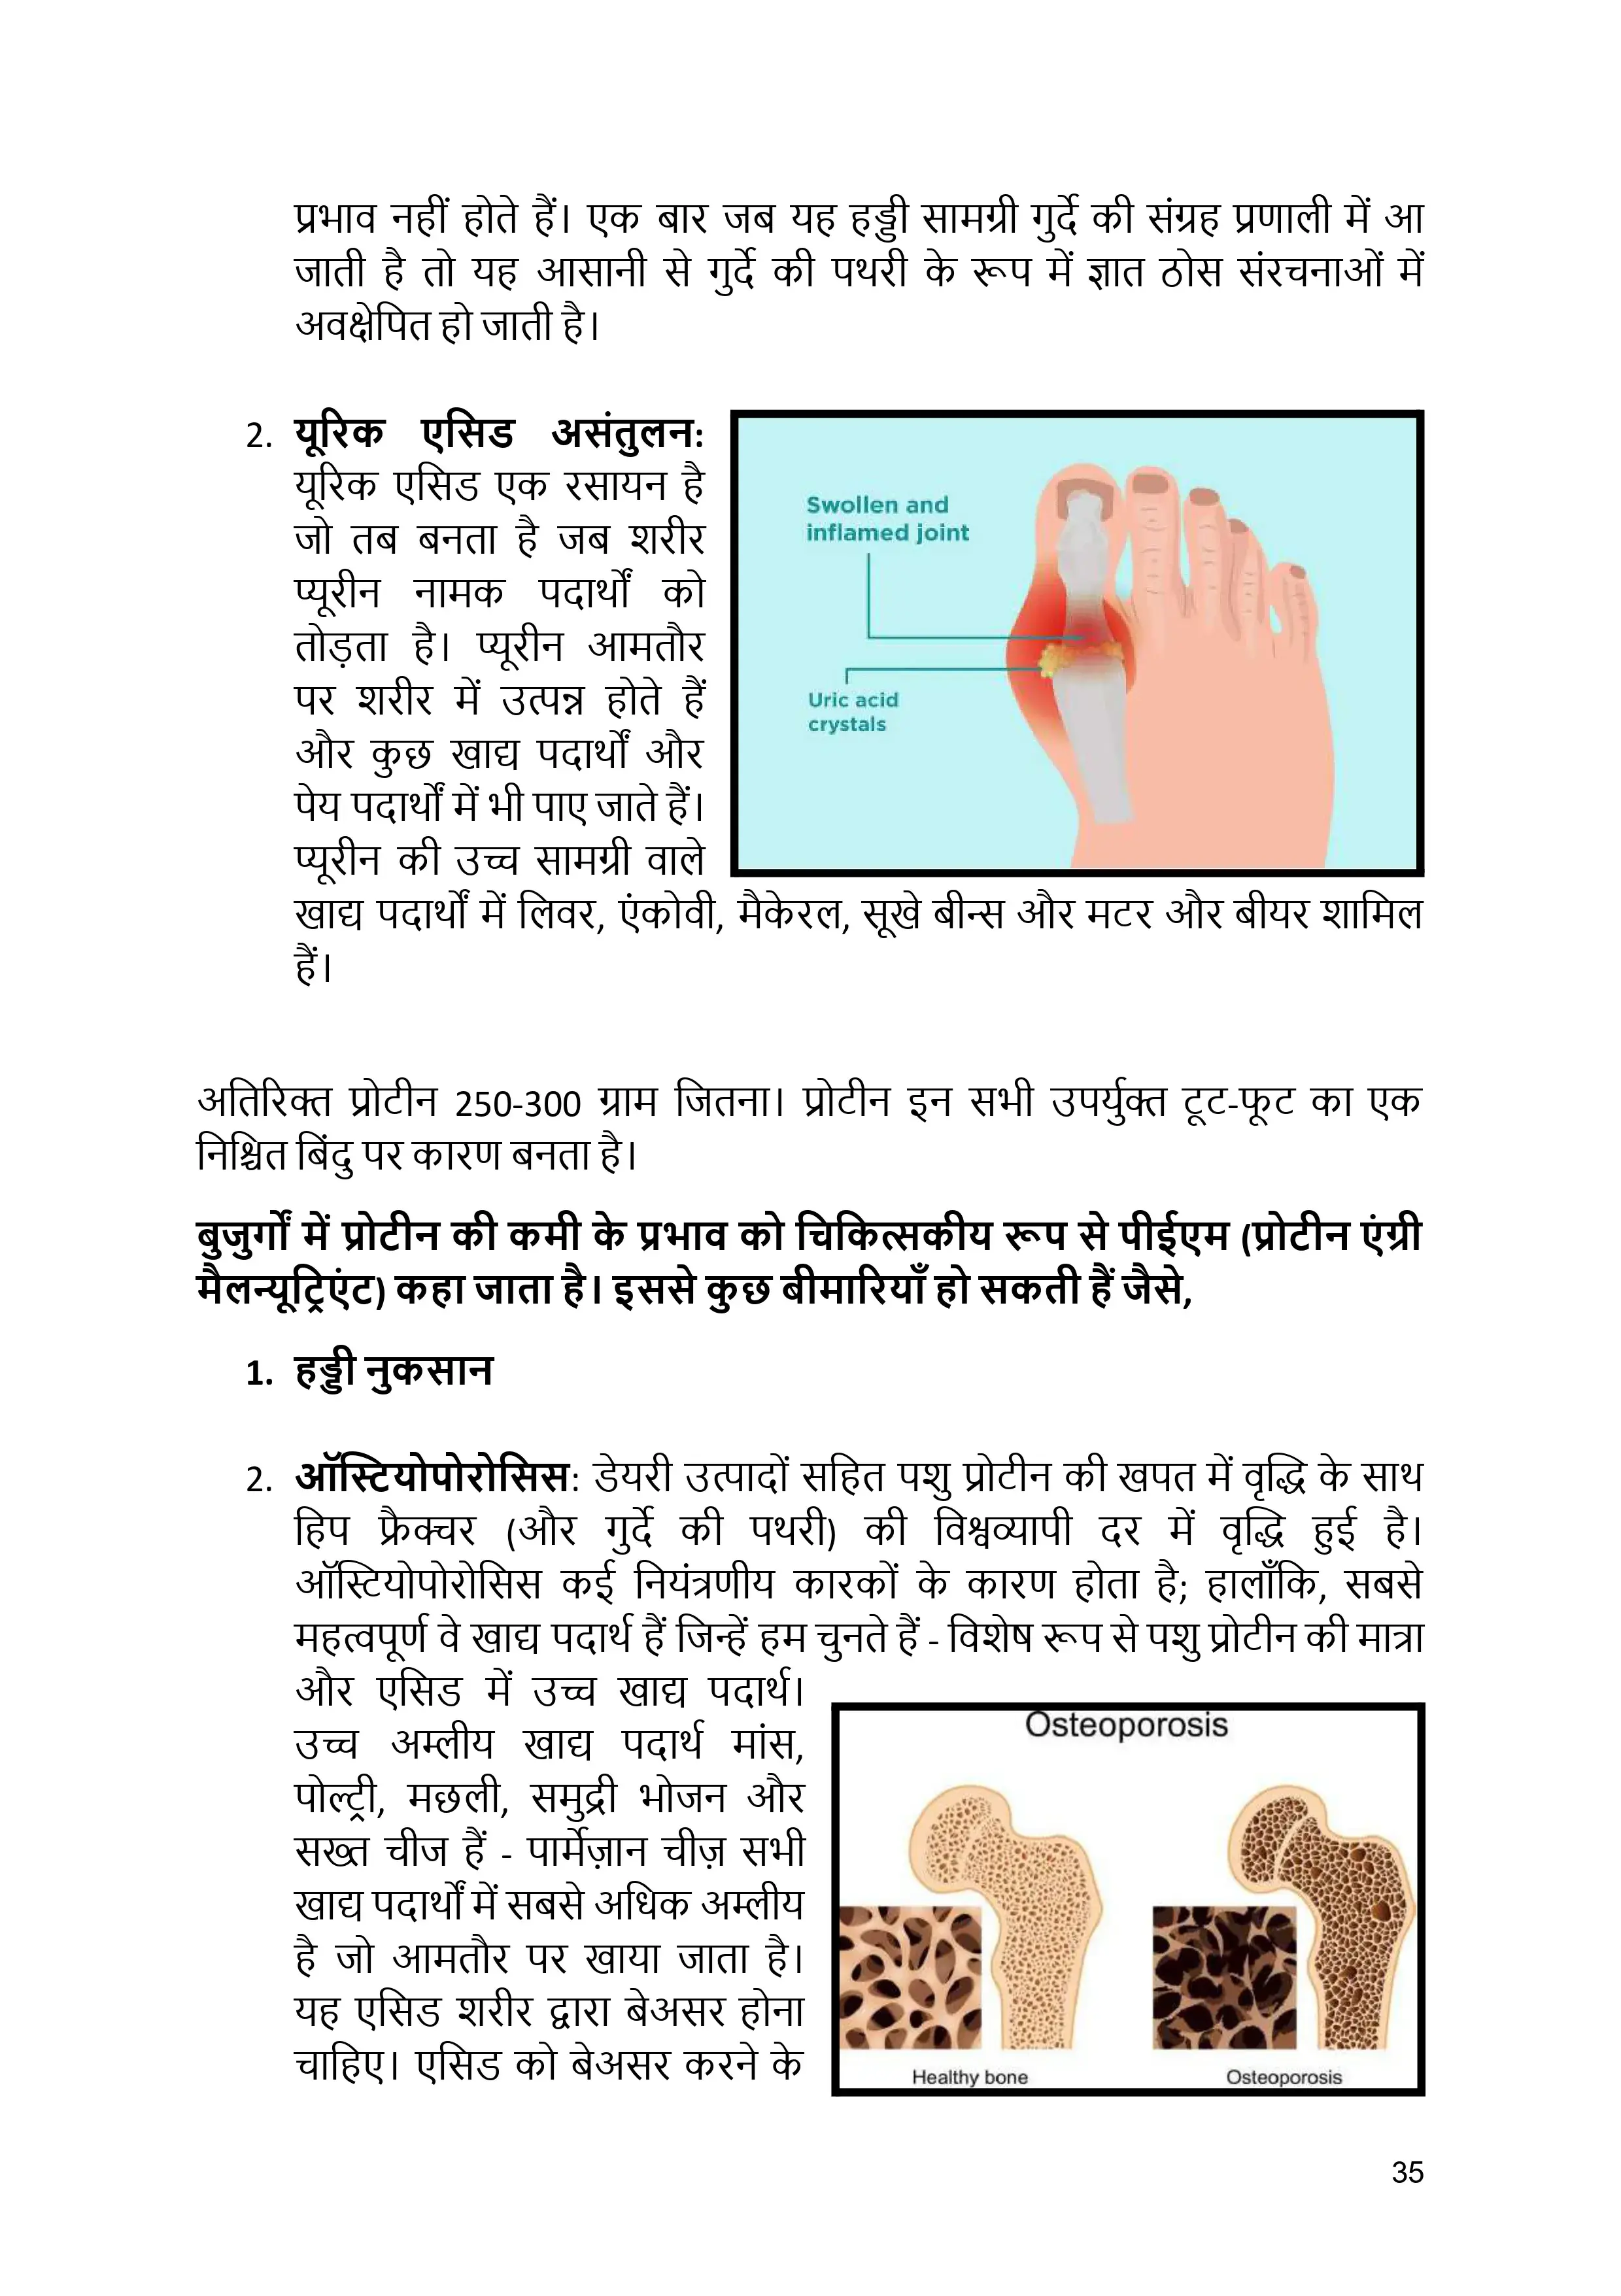 प्रभाव नहीं होते हैं। एक बार जब यह हड्डी सामग्री गुर्दे की संग्रह प्रणाली में आ
जाती है तो यह आसानी से गुर्दे की पथरी के रूप में ज्ञात ठोस संरचनाओं में
अवक्षेपित हो जाती है।
2. यूरिक एसिड असंतुलन:
यूरिक एसिड एक रसायन है
जो तब बनता है जब शरीर
प्यूरीन नामक पदार्थों को
तोड़ता है। प्यूरीन आमतौर
पर शरीर में उत्पन्न होते हैं
और कुछ खाद्य पदार्थों और
पेय पदार्थों में भी पाए जाते हैं।
प्यूरीन की उच्च सामग्री वाले
खाद्य पदार्थों में लिवर, एंकोवी, मैकेरल, सूखे बीन्स और मटर और बीयर शामिल
हैं।
Swollen and
inflamed joint
Uric acid
crystals
अतिरिक्त प्रोटीन 250-300 ग्राम जितना। प्रोटीन इन सभी उपर्युक्त टूट-फूट का एक
निश्चित बिंदु पर कारण बनता है।
बुजुर्गों में प्रोटीन की कमी के प्रभाव को चिकित्सकीय रूप से पीईएम (प्रोटीन एंग्री
मैलन्यूट्रिएंट) कहा जाता है। इससे कुछ बीमारियाँ हो सकती हैं जैसे,
1. हड्डी नुकसान
2. ऑस्टियोपोरोसिस: डेयरी उत्पादों सहित पशु प्रोटीन की खपत में वृद्धि के साथ
हिप फ्रैक्चर (और गुर्दे की पथरी) की विश्वव्यापी दर में वृद्धि हुई है।
ऑस्टियोपोरोसिस कई नियंत्रणीय कारकों के कारण होता है; हालाँकि, सबसे
महत्वपूर्ण वे खाद्य पदार्थ हैं जिन्हें हम चुनते हैं - विशेष रूप से पशु प्रोटीन की मात्रा
और एसिड में उच्च खाद्य पदार्थ।
उच्च अम्लीय खाद्य पदार्थ मांस,
पोल्ट्री, मछली, समुद्री भोजन और
सख्त चीज हैं - पार्मेज़ान चीज़ सभी
खाद्य पदार्थों में सबसे अधिक अम्लीय
है जो आमतौर पर खाया जाता है।
यह एसिड शरीर द्वारा बेअसर होना
चाहिए। एसिड को बेअसर करने के
Osteoporosis
Healthy bone
Osteoporosis
35